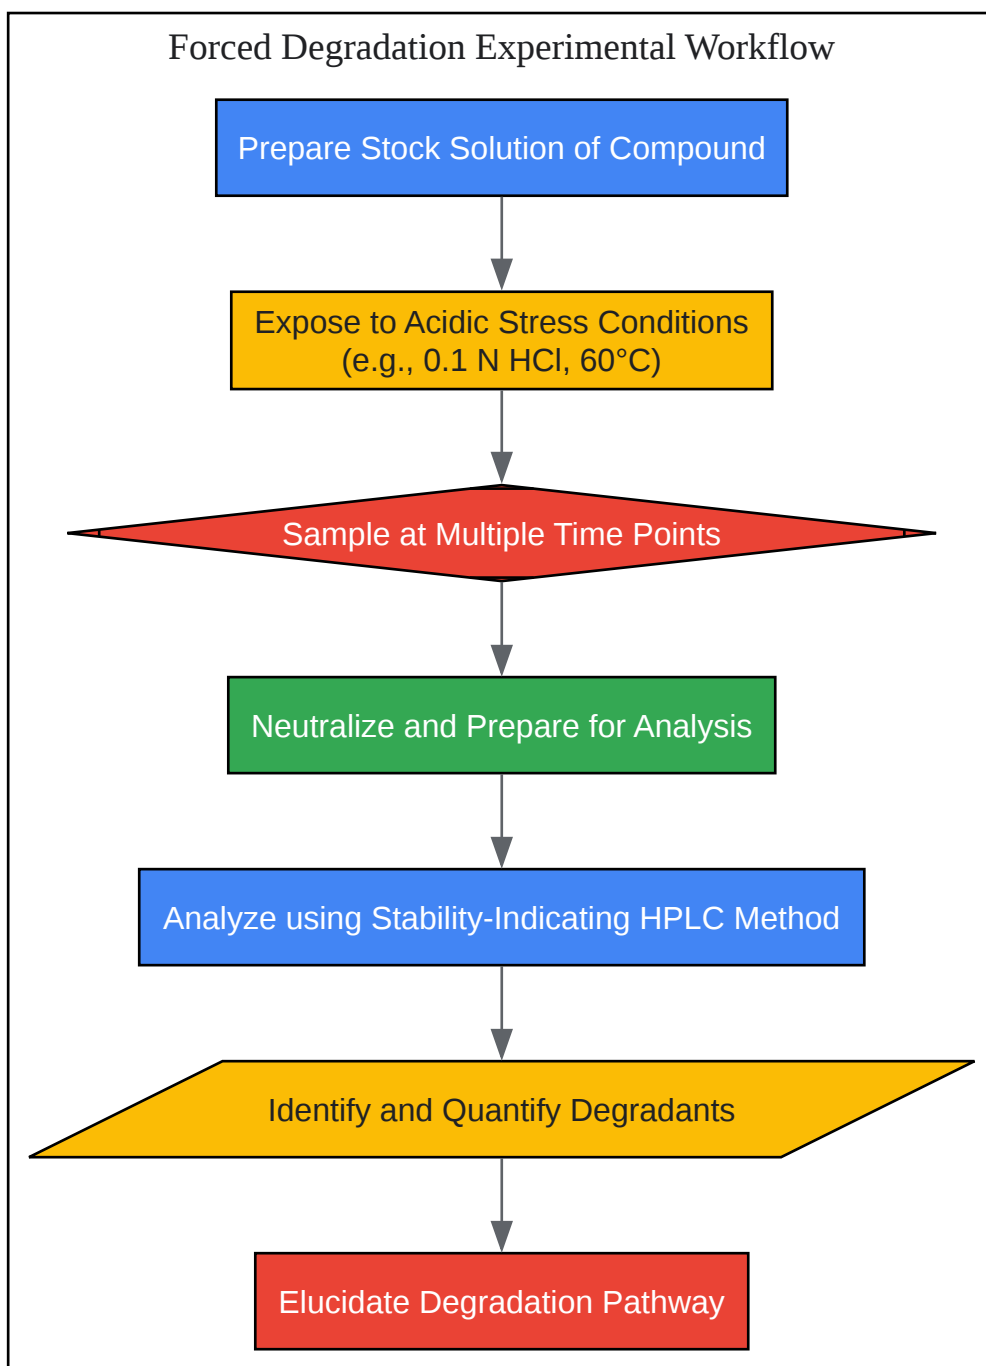 Forced Degradation Experimental Workflow
Prepare Stock Solution of Compound
Expose to Acidic Stress Conditions
(e.g., 0.1 N HCl, 60°C)
Sample at Multiple Time Points
Neutralize and Prepare for Analysis
Analyze using Stability-Indicating HPLC Method
Identify and Quantify Degradants
Elucidate Degradation Pathway